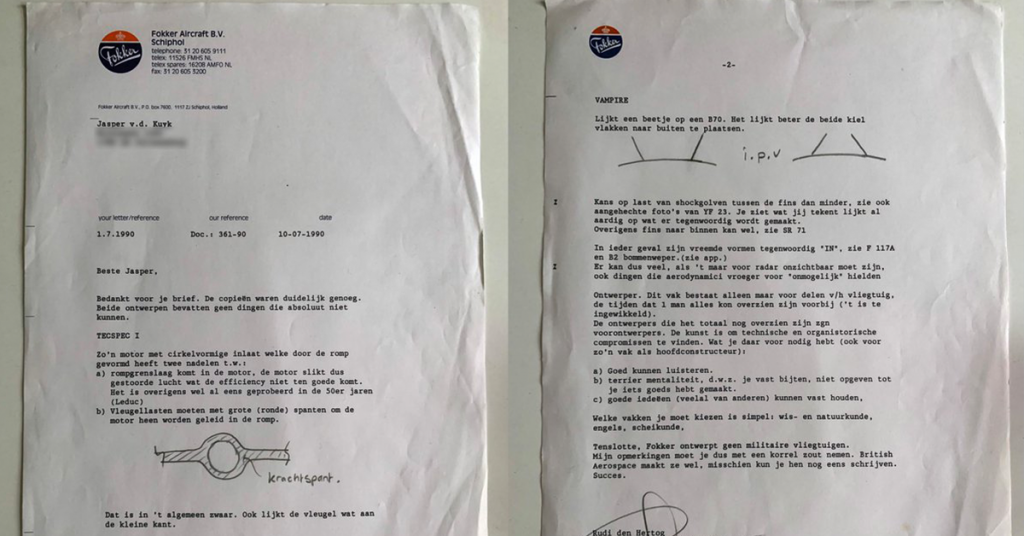 Fokker
Fokker Aircraft B.V.
Schiphol
telephone: 31 20 605 9111
telex: 11526 FMHS NL
telex spares: 16208 AMFO NL
fax: 31 20 605 3200
Fokker Aircraft B.V., P.O. box 7600, 1117 ZJ Schiphol, Holland
Jasper v.d. Kuyk
your letter/reference our reference date
1.7.1990 Doc.: 361-90 10-07-1990
Beste Jasper,
Bedankt voor je brief. De copieën waren duidelijk genoeg.
Beide ontwerpen bevatten geen dingen die absoluut niet
kunnen.
TECSPEC I
Zo'n motor met cirkelvormige inlaat welke door de romp
gevormd heeft twee nadelen t.w.:
a) rompgrenslaag komt in de motor, de motor slikt dus
gestoorde lucht wat de efficiency niet ten goede komt.
Het is overigens wel al eens geprobeerd in de 50er jaren
(Leduc)
b) Vleugellasten moeten met grote (ronde) spanten om de
motor heen worden geleid in de romp.
krachtspant.
Dat is in 't algemeen zwaar. Ook lijkt de vleugel wat aan
de kleine kant.
Fokker
-2-
VAMPIRE
Lijkt een beetje op een B70. Het lijkt beter de beide kiel
vlakken naar buiten te plaatsen.
i.p.v
I Kans op last van shockgolven tussen de fins dan minder, zie ook
aangehechte foto's van YF 23. Je ziet wat jij tekent lijkt al
aardig op wat er tegenwoordig wordt gemaakt.
Overigens fins naar binnen kan wel, zie SR 71
In ieder geval zijn vreemde vormen tegenwoordig "IN", zie F 117A
en B2 bommenweper.(zie app.)
I Er kan dus veel, als 't maar voor radar onzichtbaar moet zijn,
ook dingen die aerodynamici vroeger voor "onmogelijk" hielden
Ontwerper. Dit vak bestaat alleen maar voor delen v/h vliegtuig,
de tijden dat 1 man alles kon overzien zijn voorbij ('t is te
ingewikkeld).
De ontwerpers die het totaal nog overzien zijn zgn
voorontwerpers. De kunst is om technische en organistorische
compromissen te vinden. Wat je daar voor nodig hebt (ook voor
zo'n vak als hoofdconstructeur):
a) Goed kunnen luisteren.
b) terrier mentaliteit, d.w.z. je vast bijten, niet opgeven tot
je iets goeds hebt gemaakt.
c) goede iedeëen (veelal van anderen) kunnen vast houden,
Welke vakken je moet kiezen is simpel: wis- en natuurkunde,
engels, scheikunde,
Tenslotte, Fokker ontwerpt geen militaire vliegtuigen.
Mijn opmerkingen moet je dus met een korrel zout nemen. British
Aerospace maakt ze wel, misschien kun je hen nog eens schrijven.
Succes.
Rudi den Hertog